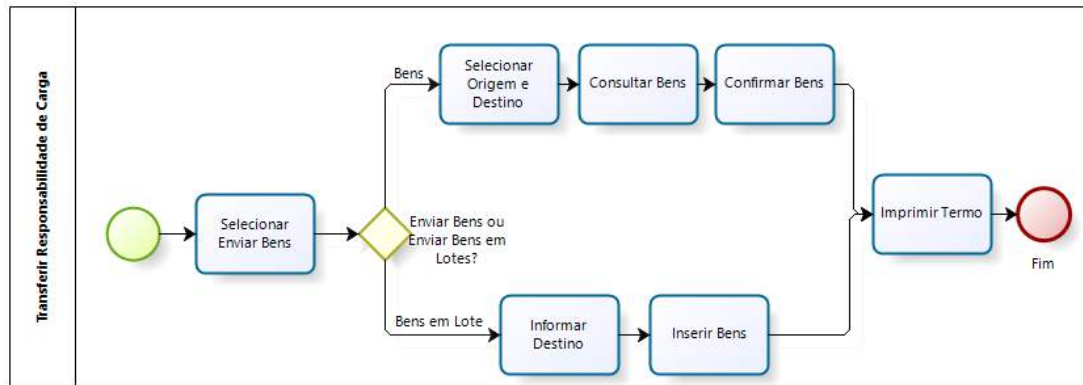 Transferir Responsabilidade de Carga
Selecionar
Enviar Bens
Enviar Bens ou
Enviar Bens em
Lotes?
Bens
Selecionar
Origem e
Destino
Consultar Bens
Confirmar Bens
Bens em Lote
Informar
Destino
Inserir Bens
Imprimir Termo
Fim